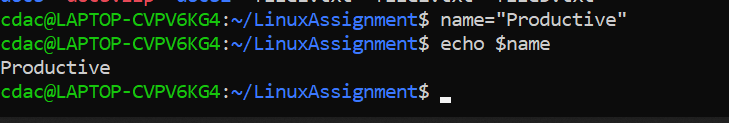 cdac@LAPTOP-CVPV6KG4:~/LinuxAssignment$ name="Productive"
cdac@LAPTOP-CVPV6KG4:~/LinuxAssignment$ echo $name
Productive
cdac@LAPTOP-CVPV6KG4:~/LinuxAssignment$